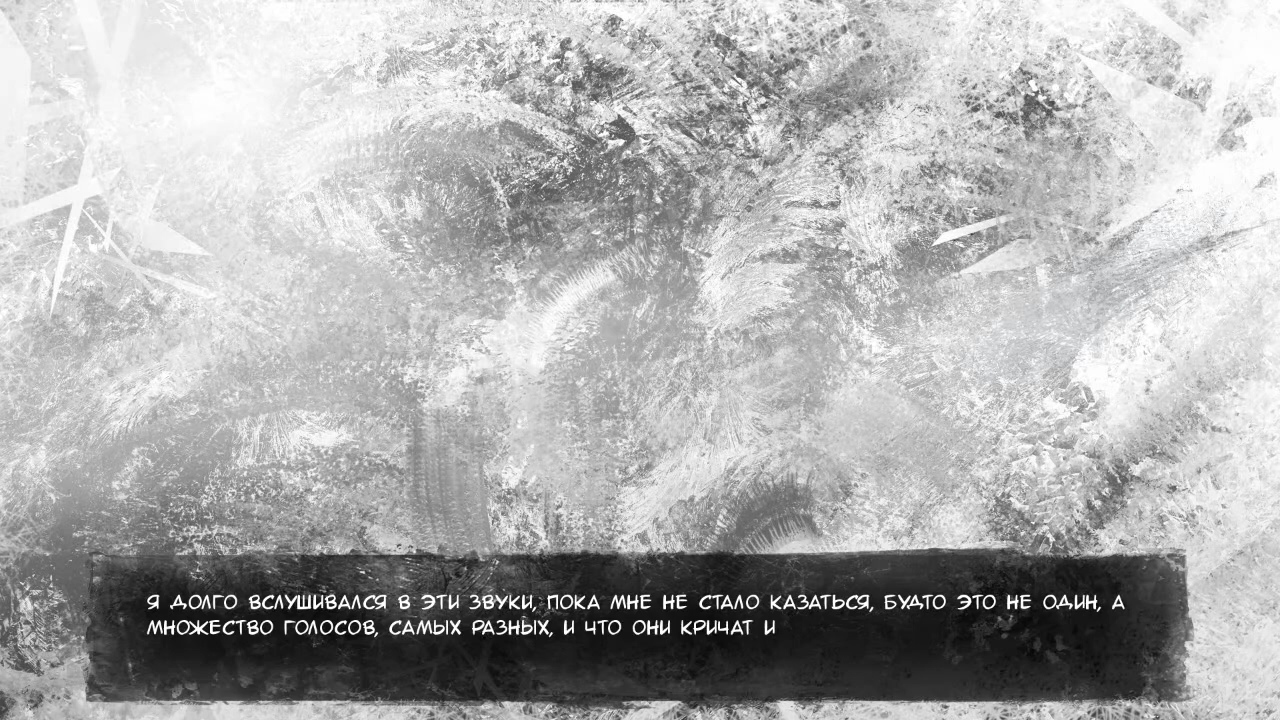 Я ДОЛГО ВСЛУШИВАЛСЯ В ЭТИ ЗВУКИ, ПОКА МНЕ НЕ СТАЛО КАЗАТЬСЯ, БУДТО ЭТО НЕ ОДИН, А
МНОЖЕСТВО ГОЛОСОВ, САМЫХ РАЗНЫХ, И ЧТО ОНИ КРИЧАТ И